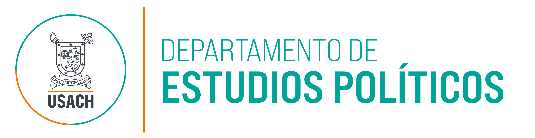 USACH
DEPARTAMENTO DE
ESTUDIOS POLÍTICOS